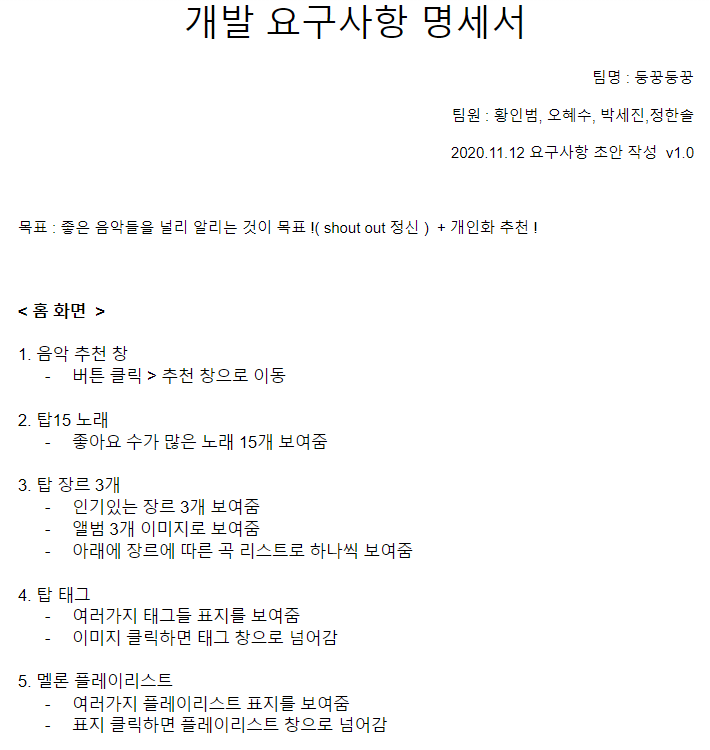 개발 요구사항 명세서
팀명 : 둥꿍둥꿍
팀원 : 황인범, 오혜수, 박세진,정한솔
2020.11.12 요구사항 초안 작성 v1.0
목표 : 좋은 음악들을 널리 알리는 것이 목표 !( shout out 정신 ) + 개인화 추천 !
< 홈 화면 >
1. 음악 추천 창
- 버튼 클릭 > 추천 창으로 이동
2. 탑15 노래
- 좋아요 수가 많은 노래 15개 보여줌
3. 탑 장르 3개
- 인기있는 장르 3개 보여줌
- 앨범 3개 이미지로 보여줌
- 아래에 장르에 따른 곡 리스트로 하나씩 보여줌
4. 탑 태그
- 여러가지 태그들 표지를 보여줌
- 이미지 클릭하면 태그 창으로 넘어감
5. 멜론 플레이리스트
- 여러가지 플레이리스트 표지를 보여줌
- 표지 클릭하면 플레이리스트 창으로 넘어감